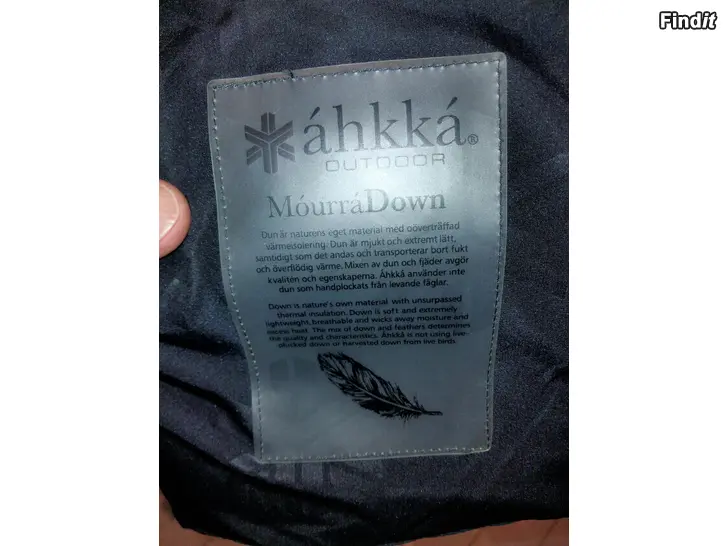 Findit
áhkká®
OUTDOOR
MóurráDown
Dun är naturens eget material med oöverträffad
värmeisolering. Dun är mjukt och extremt lätt,
samtidigt som det andas och transporterar bort fukt
och överflödig värme. Mixen av dun och fjäder avgör
kvalitén och egenskaperna. Áhkká använder inte
dun som handplockats från levande fåglar.
Down is nature's own material with unsurpassed
thermal insulation. Down is soft and extremely
lightweight, breathable and wicks away moisture and
excess heat. The mix of down and feathers determines
the quality and characteristics. Áhkká is not using live-
plucked down or harvested down from live birds.